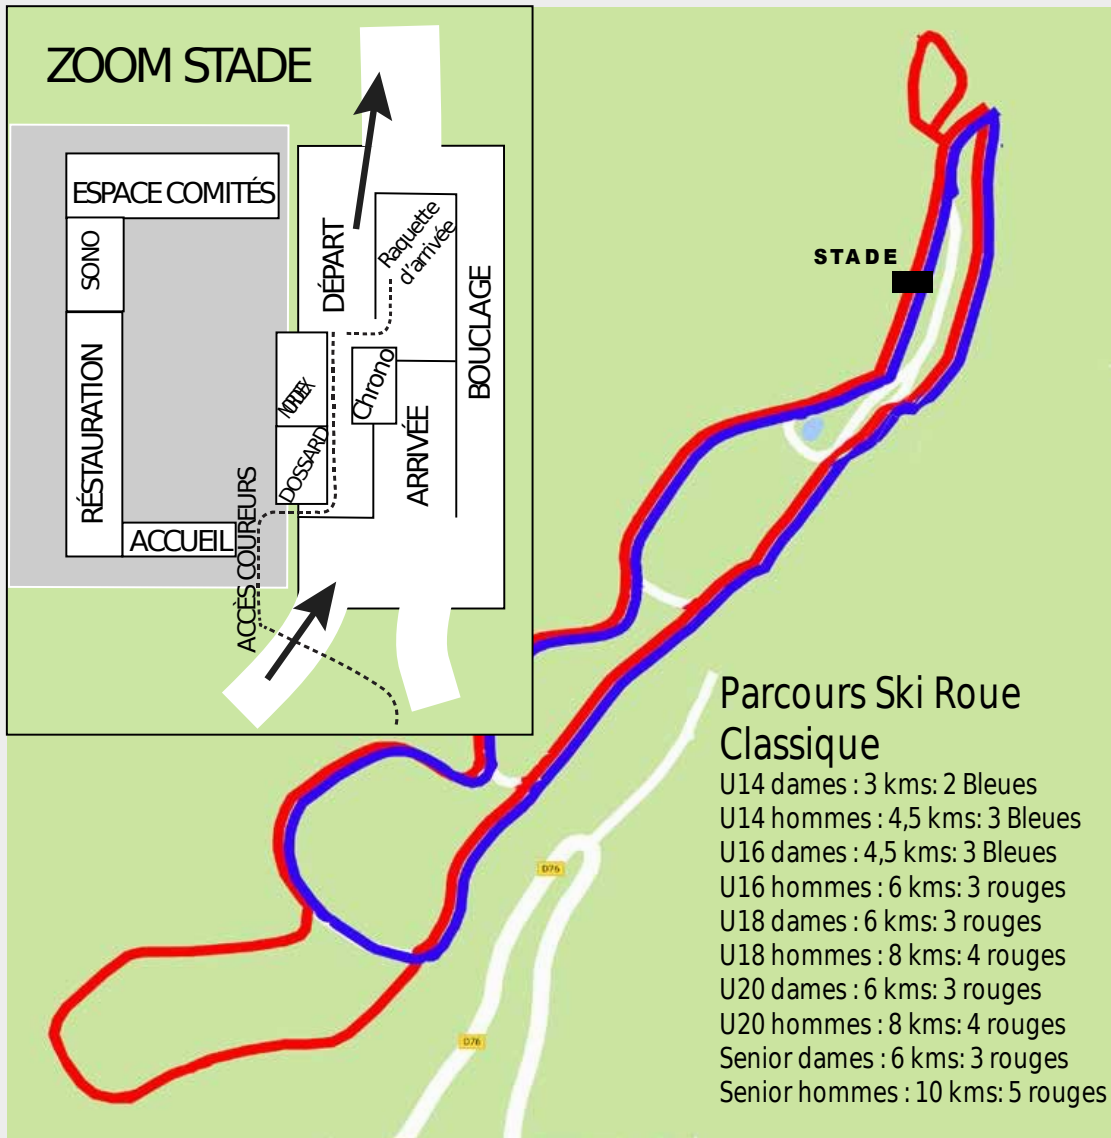 ZOOM STADE
ESPACE COMITÉS
SONO
RÉSTAURATION
ACCUEIL
DÉPART
Raquette
d'arrivée
BOUCLAGE
NORDEX
Chrono
DOSSARD
ARRIVÉE
ACCÈS COUREURS
STADE
D76
D76
Parcours Ski Roue
Classique
U14 dames : 3 kms: 2 Bleues
U14 hommes : 4,5 kms: 3 Bleues
U16 dames : 4,5 kms: 3 Bleues
U16 hommes : 6 kms: 3 rouges
U18 dames : 6 kms: 3 rouges
U18 hommes : 8 kms: 4 rouges
U20 dames : 6 kms: 3 rouges
U20 hommes : 8 kms: 4 rouges
Senior dames : 6 kms: 3 rouges
Senior hommes : 10 kms: 5 rouges